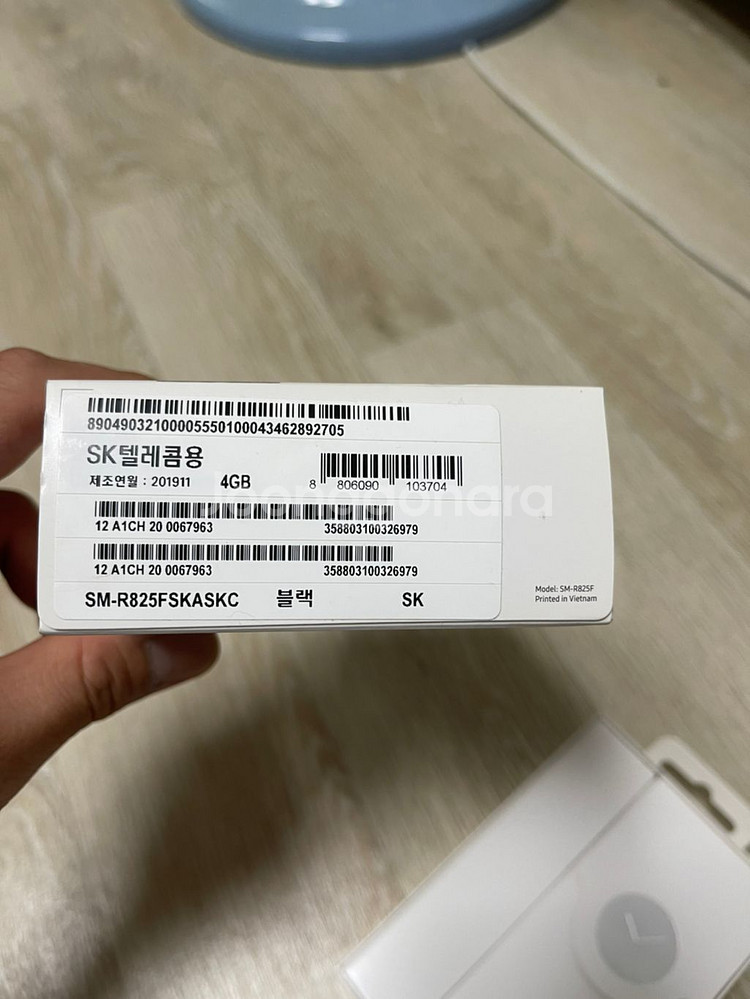 8904903210000555010004346289270​5
SK텔레콤용
제조연월 : 201911 4GB
8 806090 103704
Joongonara
12 A1CH 20 0067963 358803100326979
12 A1CH 20 0067963 358803100326979
SM-R825FSKASKC 블랙 SK
Model: SM-R825F
Printed in Vietnam